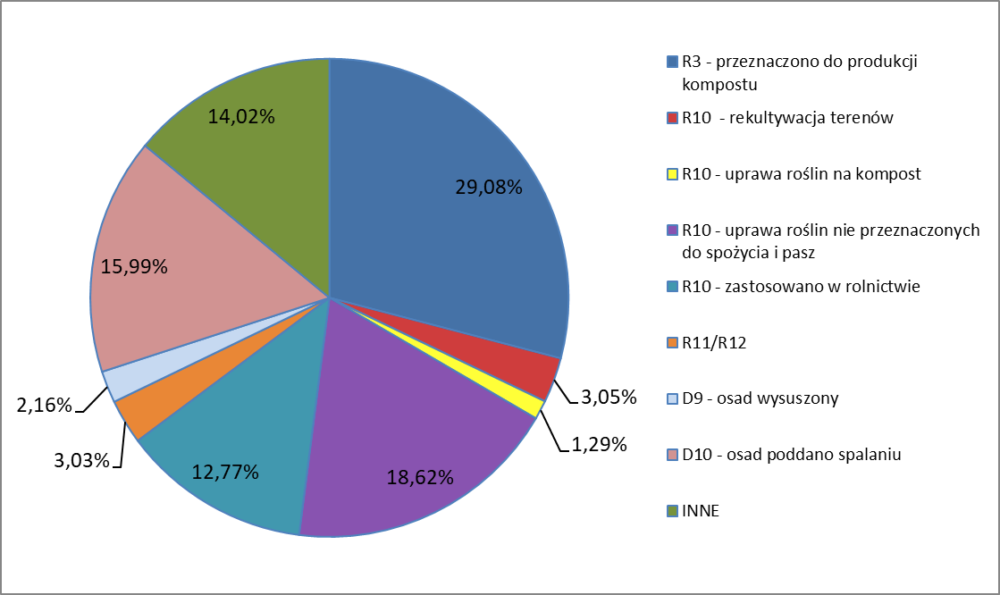 14,02%
29,08%
15,99%
2,16%
3,03%
12,77%
18,62%
3,05%
1,29%
R3 - przeznaczono do produkcji
kompostu
R10  - rekultywacja terenów
R10 - uprawa roślin na kompost
R10 - uprawa roślin nie przeznaczonych
do spożycia i pasz
R10 - zastosowano w rolnictwie
R11/R12
D9 - osad wysuszony
D10 - osad poddano spalaniu
INNE